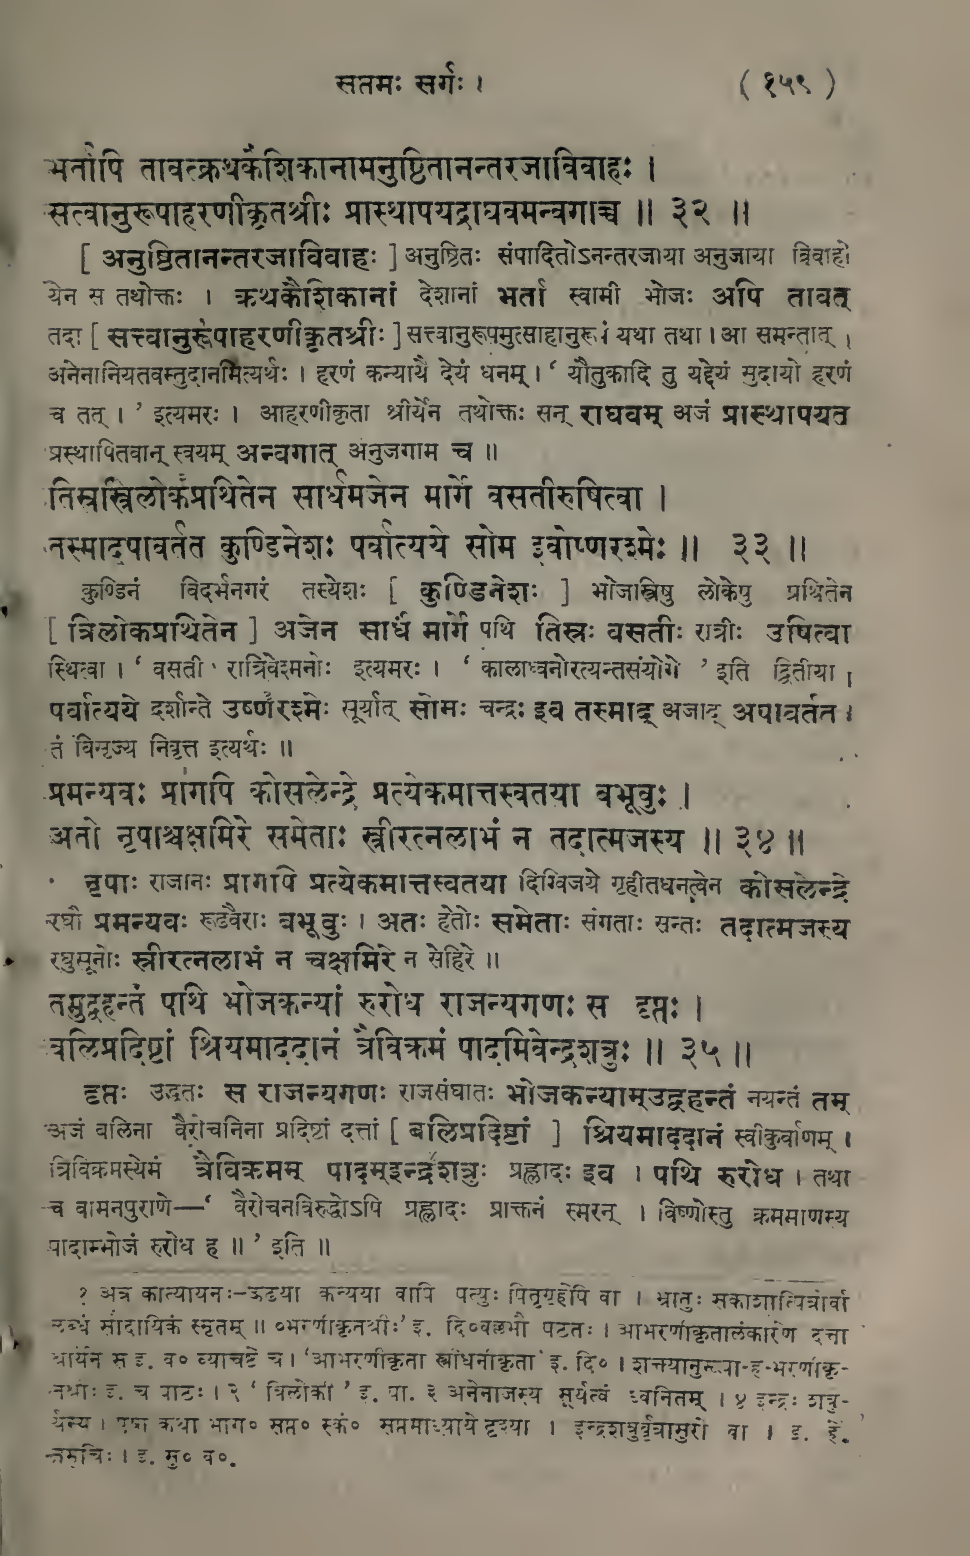 सतमः सर्गः । ( १५९ )
भर्तापि तावत्क्रथकैशिकानामनुष्ठितानन्तरजाविवाहः ।
सत्वानुरूपाहरणीकृतश्रीः प्रास्थापयद्राघवमन्वगाच्च ॥ ३२ ॥
[ अनुष्ठितानन्तरजाविवाहः ] अनुष्ठितः संपादितोऽनन्तरजाया अनुजाया विवाहो
येन स तथोक्तः । क्रथकैशिकानां देशानां भर्ता स्वामी भोजः अपि तावत्
तदा [ सत्त्वानुरूपाहरणीकृतश्रीः ] सत्त्वानुरूपमुत्साहानुरूपं यथा तथा । आ समन्तात् ।
अनेनानियतवस्तुदानमित्यर्थः । हरणं कन्यायै देयं धनम् । ‘ यौतुकादि तु यद्देयं सुदायो हरणं
च तत् । ’ इत्यमरः । आहरणीकृता श्रीर्येन तथोक्तः सन् राघवम् अजं प्रास्थापयत
प्रस्थापितवान् स्वयम् अन्वगात् अनुजगाम च ॥
तिस्रस्त्रिलोकप्रथितेन सार्धमजेन मार्गे वसतीरुषित्वा ।
तस्मादपावर्तत कुण्डिनेशः पर्वात्यये सोम इवोष्णरश्मेः ॥ ३३ ॥
कुण्डिनं विदर्भनगरं तस्येशः [ कुण्डिनेशः ] भोजस्त्रिषु लोकेषु प्रथितेन
[ त्रिलोकप्रथितेन ] अजेन सार्धं मार्गे पथि तिस्रः वसतीः रात्रीः उषित्वा
स्थित्वा । ‘ वसती रात्रिवेश्मनोः इत्यमरः । ‘ कालाध्वनोरत्यन्तसंयोगे ’ इति द्वितीया ।
पर्वात्यये दर्शान्ते उष्णरश्मेः सूर्यात् सोमः चन्द्रः इव तस्माद् अजाद् अपावर्तत ।
तं विसृज्य निवृत्त इत्यर्थः ॥
प्रमन्यवः प्रागपि कोसलेन्द्रे प्रत्येकमात्तस्वतया बभूवुः ।
अतो नृपाश्चक्षमिरे समेताः स्त्रीरत्नलाभं न तदात्मजस्य ॥ ३४ ॥
नृपाः राजानः प्रागपि प्रत्येकमात्तस्वतया दिग्विजये गृहीतधनत्वेन कोसलेन्द्रे
रघौ प्रमन्यवः रूढवैराः बभूवुः । अतः हेतोः समेताः संगताः सन्तः तदात्मजस्य
रघुसूनोः स्त्रीरत्नलाभं न चक्षमिरे न सेहिरे ॥
तमुद्वहन्तं पथि भोजकन्यां रुरोध राजन्यगणः स दृप्तः ।
बलिप्रदिष्टां श्रियमाददानं त्रैविक्रमं पादमिवेन्द्रशत्रुः ॥ ३५ ॥
दृप्तः उद्धतः स राजन्यगणः राजसंघातः भोजकन्याम्उद्वहन्तं नयन्तं तम्
अजं बलिना वैरोचनिना प्रदिष्टां दत्तां [ बलिप्रदिष्टां ] श्रियमाददानं स्वीकुर्वाणम् ।
त्रिविक्रमस्येमं त्रैविक्रमम् पादम्इन्द्रशत्रुः प्रह्लादः इव । पथि रुरोध । तथा
च वामनपुराणे—‘ वैरोचनविरुद्धोऽपि प्रह्लादः प्राक्तनं स्मरन् । विष्णोस्तु क्रममाणस्य
पादाम्भोजं रुरोध ह ॥ ’ इति ॥
१ अत्र कात्यायनः—ऊढया कन्यया वापि पत्युः पितृगृहेपि वा । भ्रातुः सकाशात्पित्रोर्वा
लब्धं सौदायिकं स्मृतम् ॥ ०भरणीकृतश्रीः’ इ. दि०वल्लभौ पठतः । आभरणीकृतालंकारेण दत्ता
श्रीर्येन स इ. व० व्याचष्टे च । ‘आभरणीकृता स्त्रीधनीकृता’ इ. दि० । शक्त्यानुरूपा-ह-भरणीकृ-
तश्रीः इ. च पाठः । २ ‘ त्रिलोकी ’ इ. पा. ३ अनेनाजस्य सूर्यत्वं ध्वनितम् । ४ इन्द्रः शत्रु-
र्यस्य । कथा भाग० सप्त० स्कं० सप्तमाध्याये दृश्या । इन्द्रशत्रुर्वृत्रासुरो वा । इ. हे.
नमुचिः । इ. सु० व०.